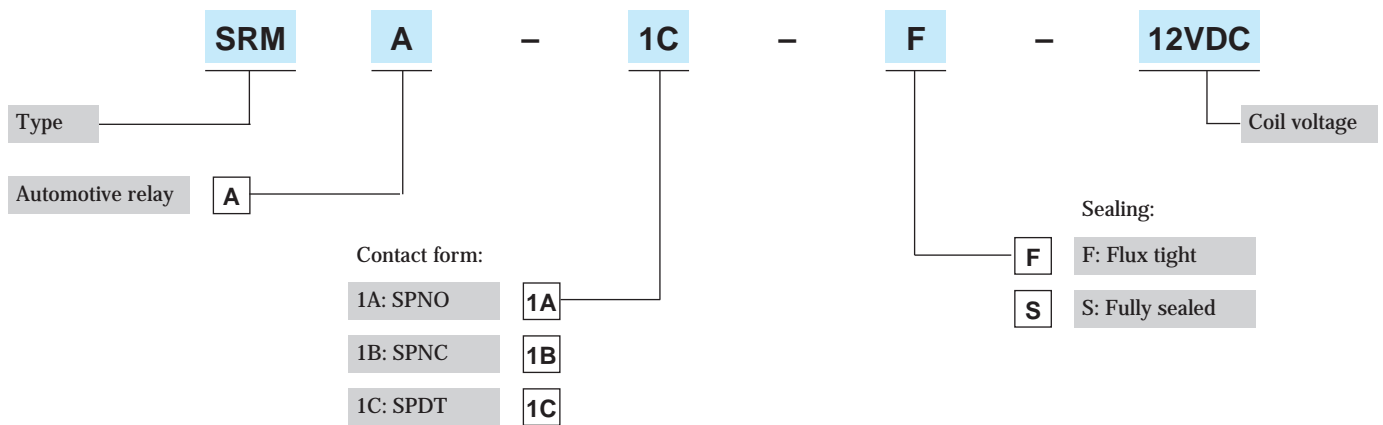 SRM A – 1C – F – 12VDC
Type
Coil voltage
Automotive relay A
Sealing:
Contact form:
F F: Flux tight
1A: SPNO 1A
S S: Fully sealed
1B: SPNC 1B
1C: SPDT 1C